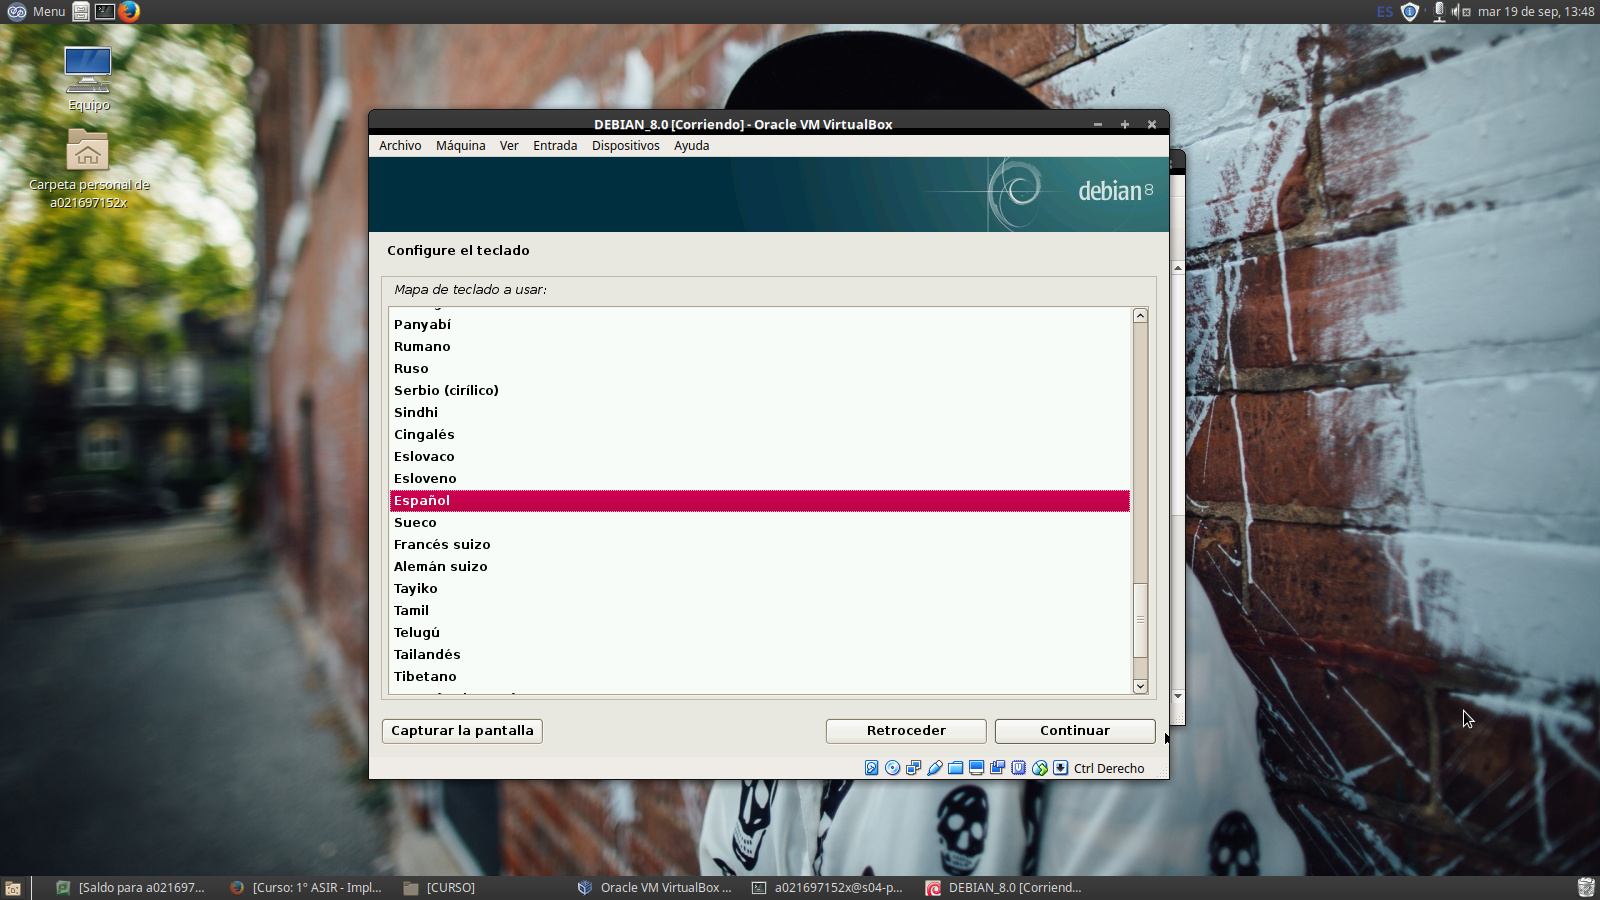 Menu
ES
mar 19 de sep, 13:48
Equipo
Carpeta personal de
a021697152x
DEBIAN_8.0 [Corriendo] - Oracle VM VirtualBox
Archivo Máquina Ver Entrada Dispositivos Ayuda
debian 8
Configure el teclado
Mapa de teclado a usar:
Panyabí
Rumano
Ruso
Serbio (cirílico)
Sindhi
Cingalés
Eslovaco
Esloveno
Español
Sueco
Francés suizo
Alemán suizo
Tayiko
Tamil
Telugú
Tailandés
Tibetano
Capturar la pantalla
Retroceder
Continuar
Ctrl Derecho
[Saldo para a021697...
[Curso: 1º ASIR - Impl...
[CURSO]
Oracle VM VirtualBox ...
a021697152x@s04-p...
DEBIAN_8.0 [Corriend...